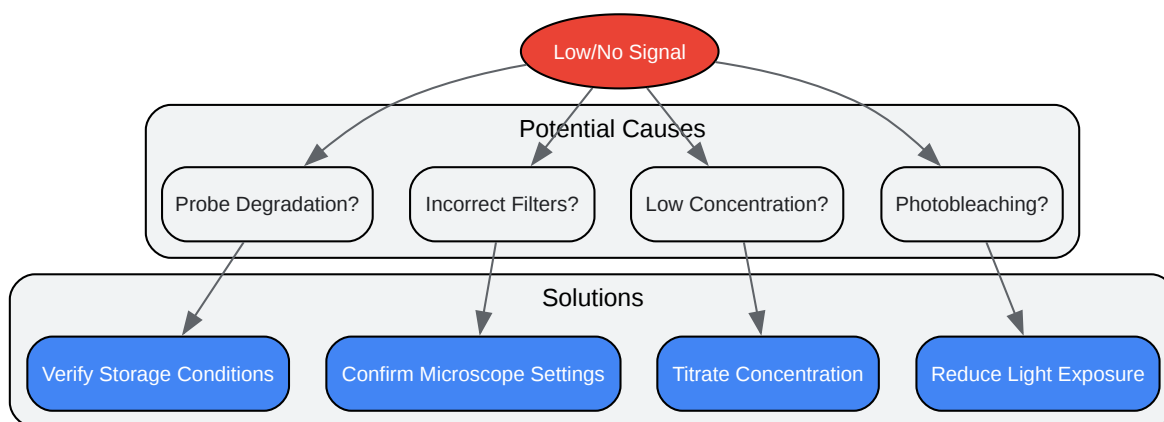 Low/No Signal
Potential Causes
Probe Degradation?
Incorrect Filters?
Low Concentration?
Photobleaching?
Solutions
Verify Storage Conditions
Confirm Microscope Settings
Titrate Concentration
Reduce Light Exposure